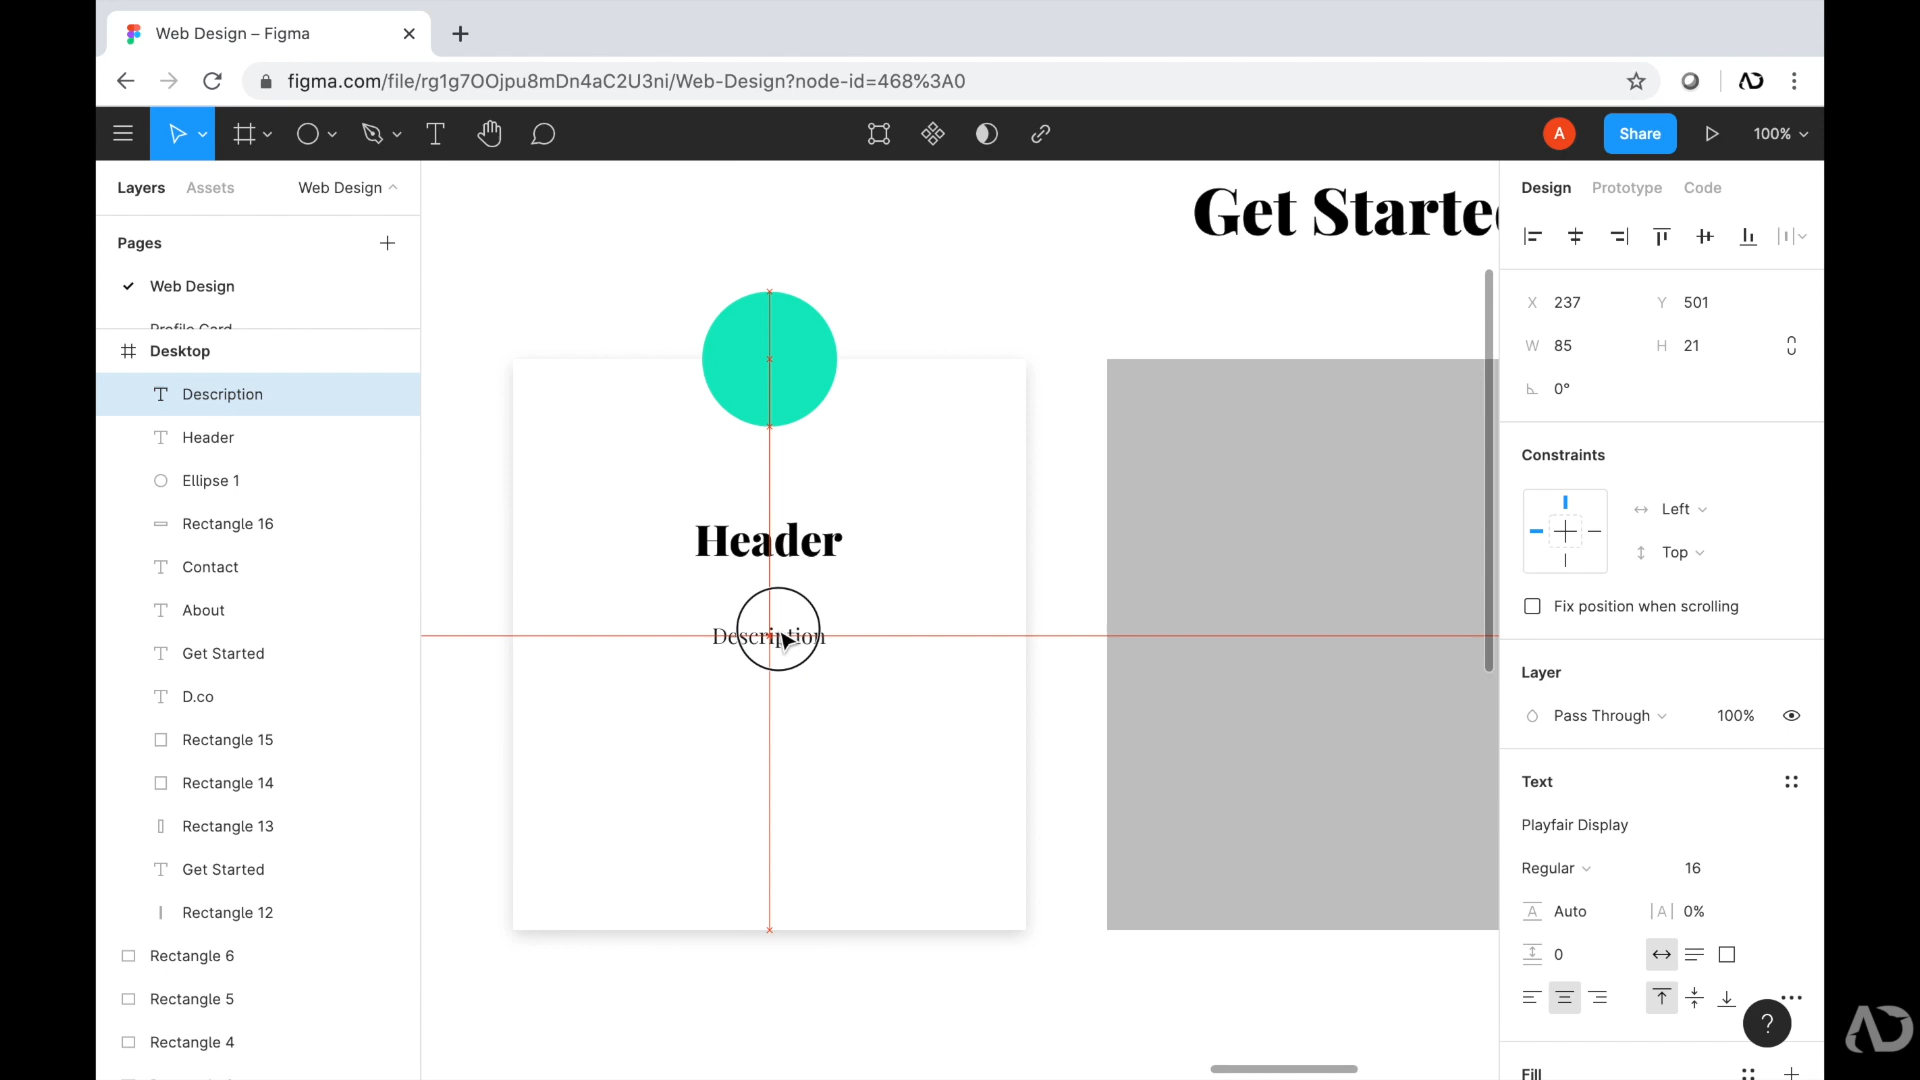 Web Design – Figma
figma.com/file/rg1g7OOjpu8mDn4aC2U3ni/Web-Design?node-id=468%3A0
A
Share
100%
Layers
Assets
Web Design
Pages
Web Design
Profile Card
Desktop
Description
Header
Ellipse 1
Rectangle 16
Contact
About
Get Started
D.co
Rectangle 15
Rectangle 14
Rectangle 13
Get Started
Rectangle 12
Rectangle 6
Rectangle 5
Rectangle 4
Get Starte
Header
Description
Design
Prototype
Code
X 237
Y 501
W 85
H 21
0°
Constraints
Left
Top
Fix position when scrolling
Layer
Pass Through
100%
Text
Playfair Display
Regular
16
A Auto
|A| 0%
0
?
Fill
AD